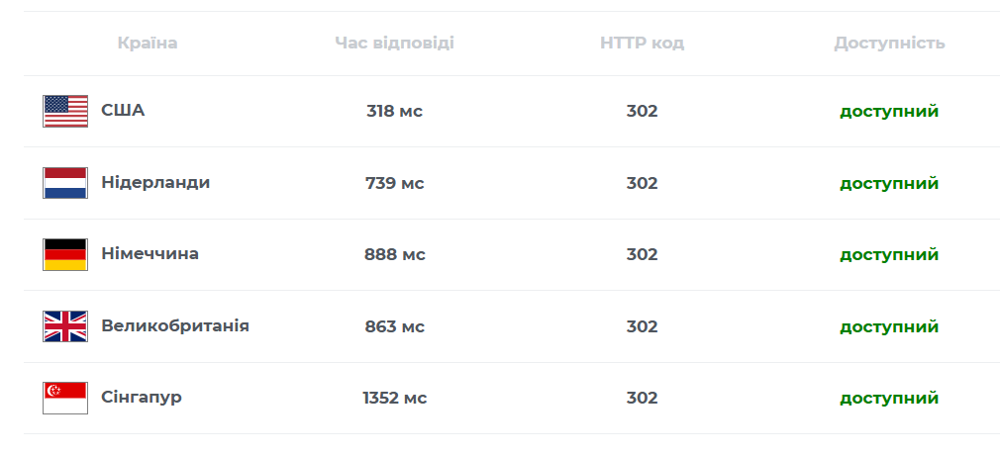 Країна Час відповіді HTTP код Доступність
США 318 мс 302 доступний
Нідерланди 739 мс 302 доступний
Німеччина 888 мс 302 доступний
Великобританія 863 мс 302 доступний
Сінгапур 1352 мс 302 доступний